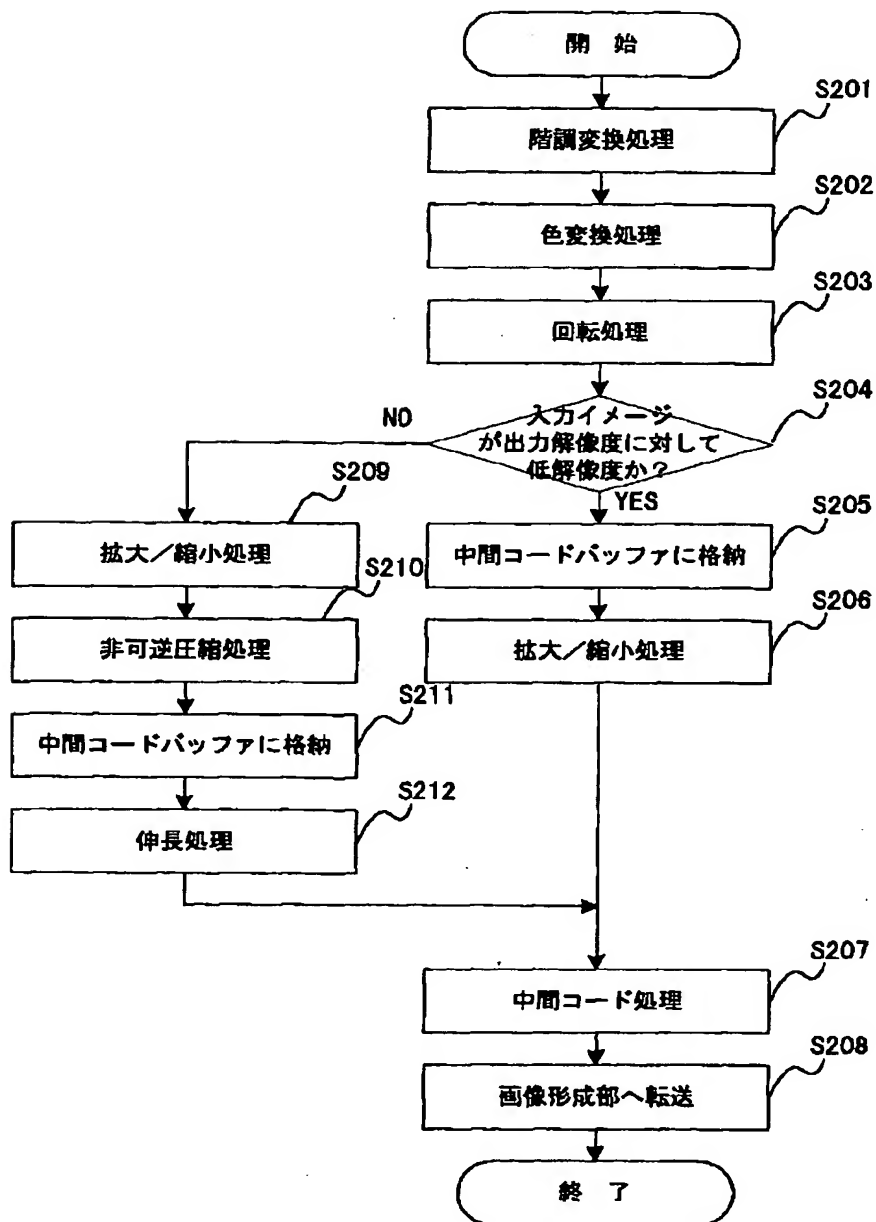 開 始
S201
階調変換処理
S202
色変換処理
S203
回転処理
S204
入力イメージ
が出力解像度に対して
低解像度か？
NO
YES
S209
拡大／縮小処理
S210
非可逆圧縮処理
S211
中間コードバッファに格納
S212
伸長処理
S205
中間コードバッファに格納
S206
拡大／縮小処理
S207
中間コード処理
S208
画像形成部へ転送
終 了